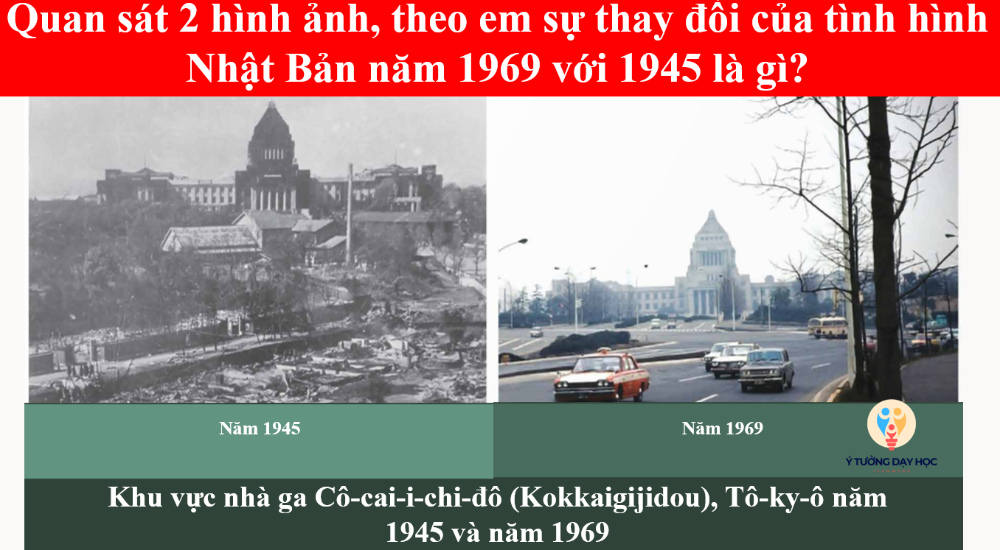 Quan sát 2 hình ảnh, theo em sự thay đổi của tình hình
Nhật Bản năm 1969 với 1945 là gì?
Năm 1945
Năm 1969
Ý TƯỞNG DẠY HỌC
Khu vực nhà ga Cô-cai-i-chi-đô (Kokkaigijidou), Tô-ky-ô năm
1945 và năm 1969